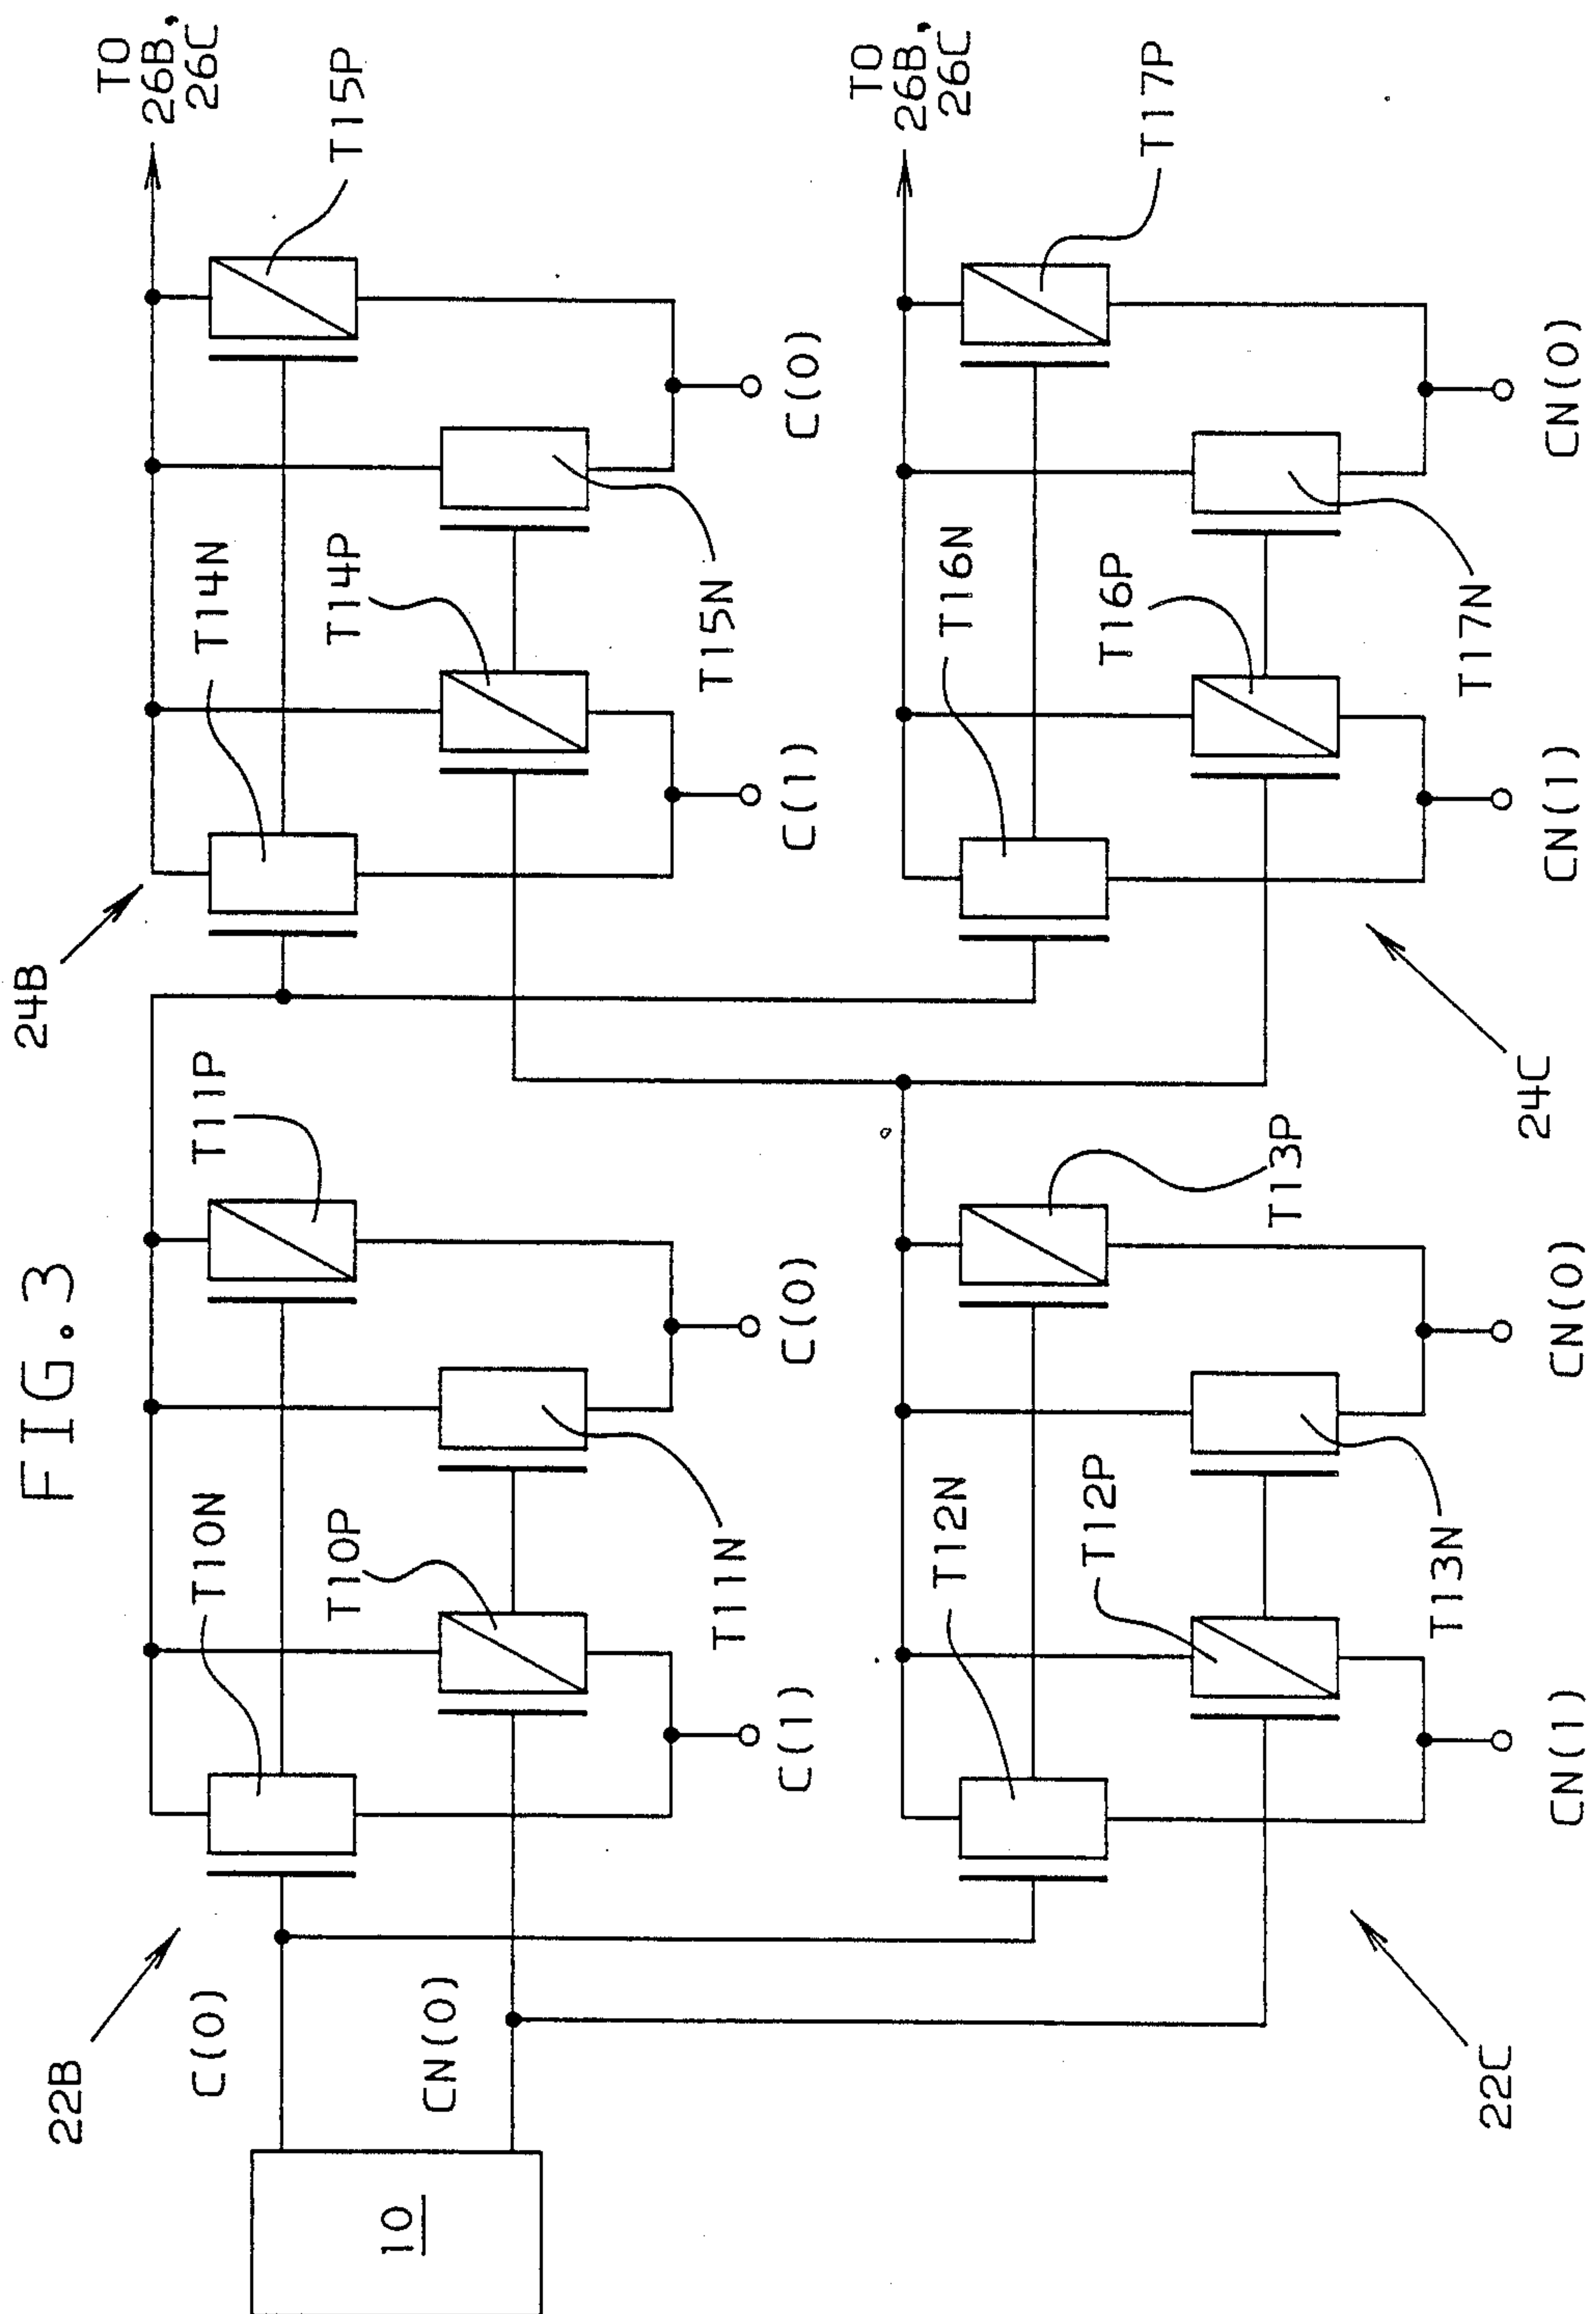 FIG.3
TO
26B,
26C
TO
26B,
26C
24B
T14N
T14P
T15N
T15P
C(1)
C(0)
T16N
T16P
T17N
T17P
CN(1)
CN(0)
24C
22B
C(0)
CN(0)
10
T10N
T10P
T11N
T11P
C(1)
C(0)
T12N
T12P
T13N
T13P
CN(1)
CN(0)
22C